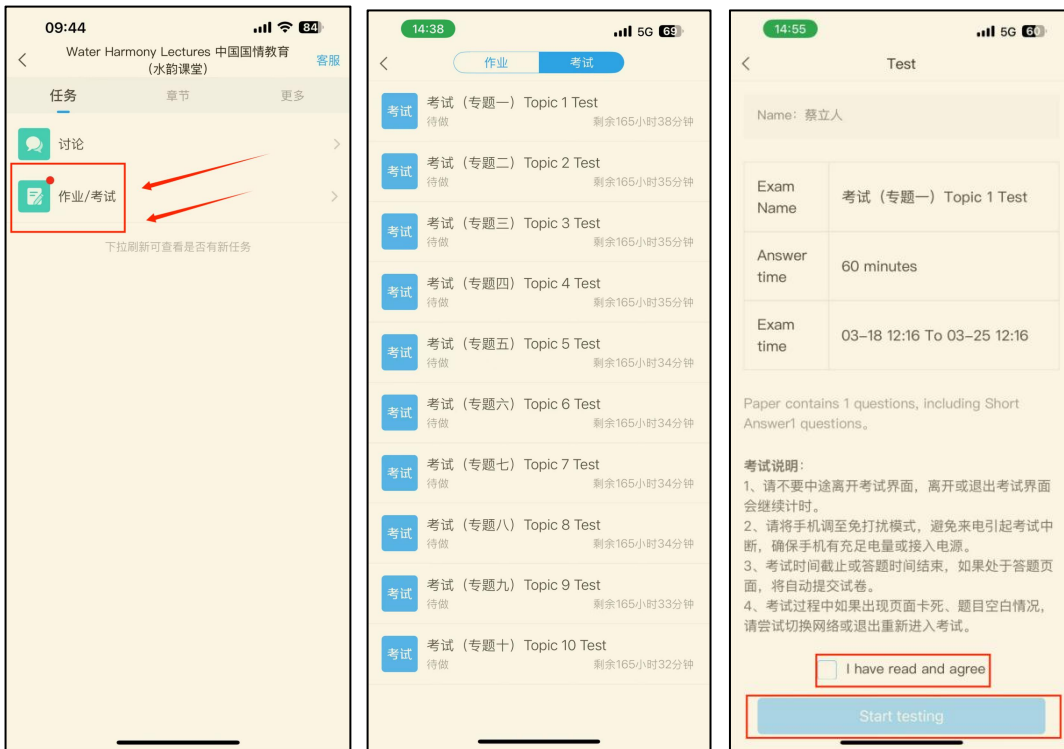 09:44
84
Water Harmony Lectures 中国国情教育
（水韵课堂）
客服
任务
章节
更多
讨论
作业/考试
下拉刷新可查看是否有新任务
14:38
5G 69
作业
考试
考试
考试（专题一）Topic 1 Test
待做
剩余165小时38分钟
考试
考试（专题二）Topic 2 Test
待做
剩余165小时35分钟
考试
考试（专题三）Topic 3 Test
待做
剩余165小时35分钟
考试
考试（专题四）Topic 4 Test
待做
剩余165小时35分钟
考试
考试（专题五）Topic 5 Test
待做
剩余165小时34分钟
考试
考试（专题六）Topic 6 Test
待做
剩余165小时34分钟
考试
考试（专题七）Topic 7 Test
待做
剩余165小时34分钟
考试
考试（专题八）Topic 8 Test
待做
剩余165小时34分钟
考试
考试（专题九）Topic 9 Test
待做
剩余165小时33分钟
考试
考试（专题十）Topic 10 Test
待做
剩余165小时32分钟
14:55
5G 60
Test
Name：蔡立人
Exam
Name
考试（专题一）Topic 1 Test
Answer
time
60 minutes
Exam
time
03-18 12:16 To 03-25 12:16
Paper contains 1 questions, including Short
Answer1 questions。
考试说明：
1、请不要中途离开考试界面，离开或退出考试界面
会继续计时。
2、请将手机调至免打扰模式，避免来电引起考试中
断，确保手机有充足电量或接入电源。
3、考试时间截止或答题时间结束，如果处于答题页
面，将自动提交试卷。
4、考试过程中如果出现页面卡死、题目空白情况，
请尝试切换网络或退出重新进入考试。
I have read and agree
Start testing